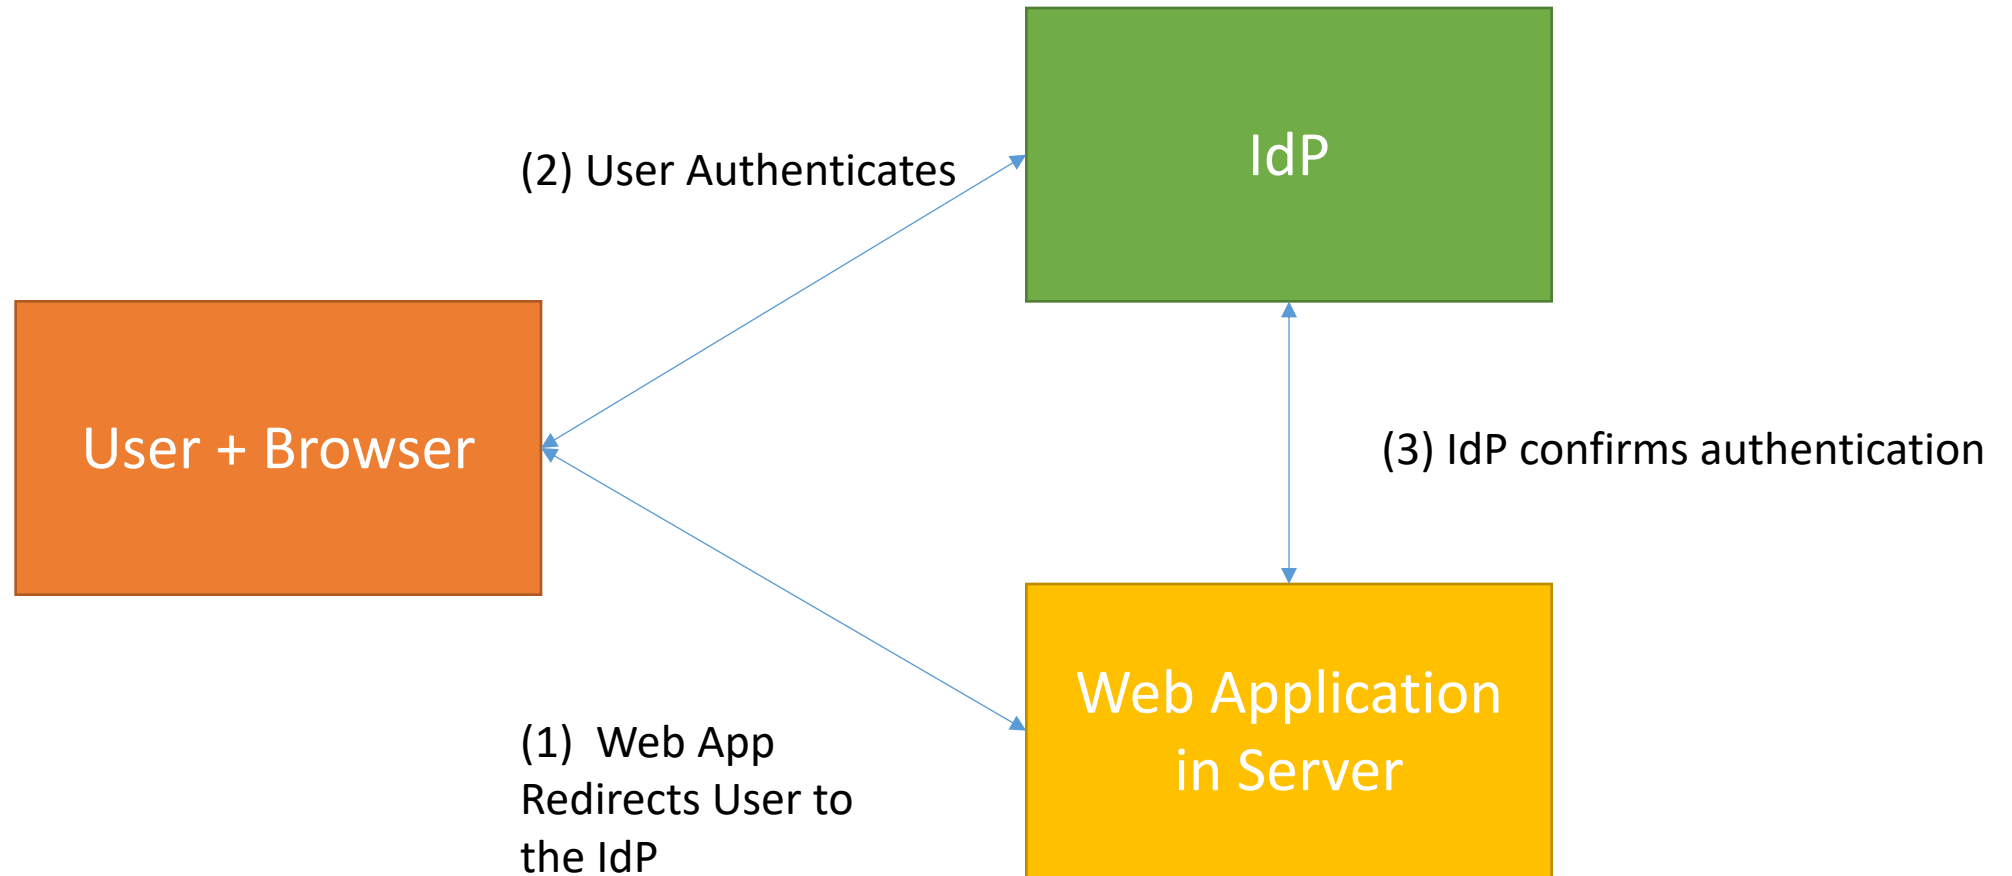 IdP
(2) User Authenticates
User + Browser
(3) IdP confirms authentication
Web Application
in Server
(1)  Web App
Redirects User to
the IdP